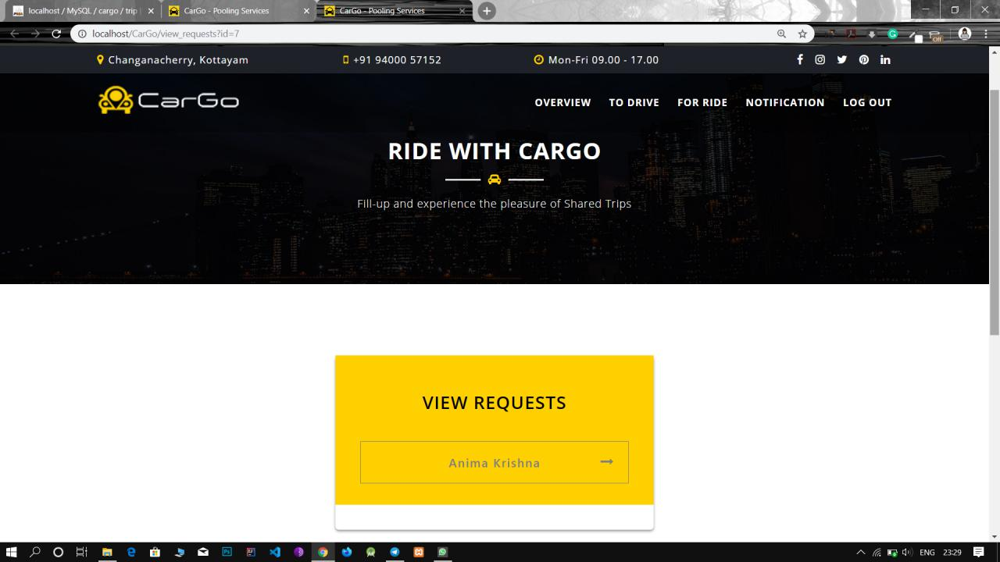 localhost / MySQL / cargo / trip
CarGo - Pooling Services
CarGo - Pooling Services
localhost/CarGo/view_requests?id=7
Off
Changanacherry, Kottayam
+91 94000 57152
Mon-Fri 09.00 - 17.00
CarGo
OVERVIEW
TO DRIVE
FOR RIDE
NOTIFICATION
LOG OUT
RIDE WITH CARGO
Fill-up and experience the pleasure of Shared Trips
VIEW REQUESTS
Anima Krishna
ENG
23:29